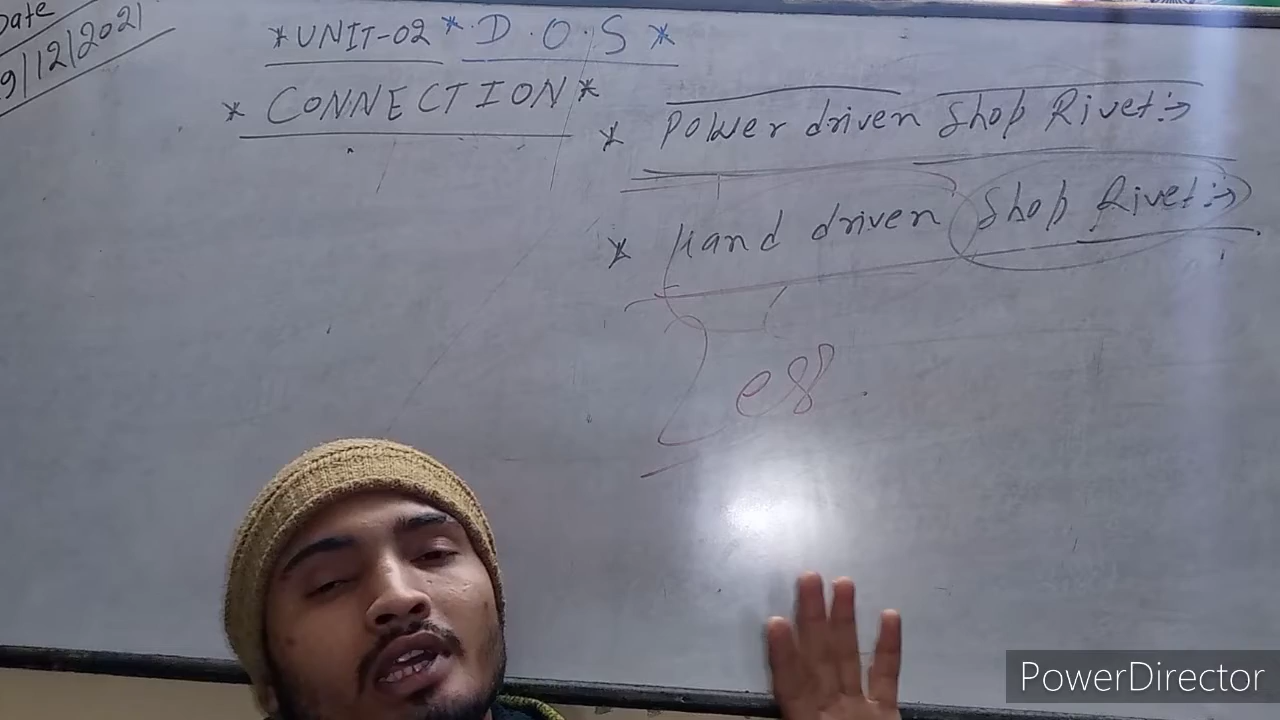 Date
9/12/2021
*UNIT-02 * D.O.S *
* CONNECTION *
* Power driven Shop Rivet:->
* Hand driven Shop Rivet:->
PowerDirector